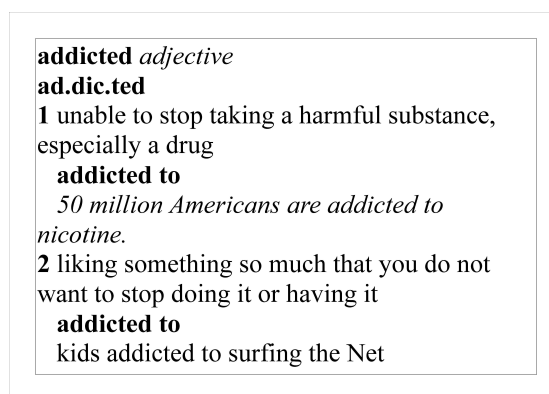 addicted adjective
ad.dic.ted
1 unable to stop taking a harmful substance,
especially a drug
addicted to
50 million Americans are addicted to
nicotine.
2 liking something so much that you do not
want to stop doing it or having it
addicted to
kids addicted to surfing the Net